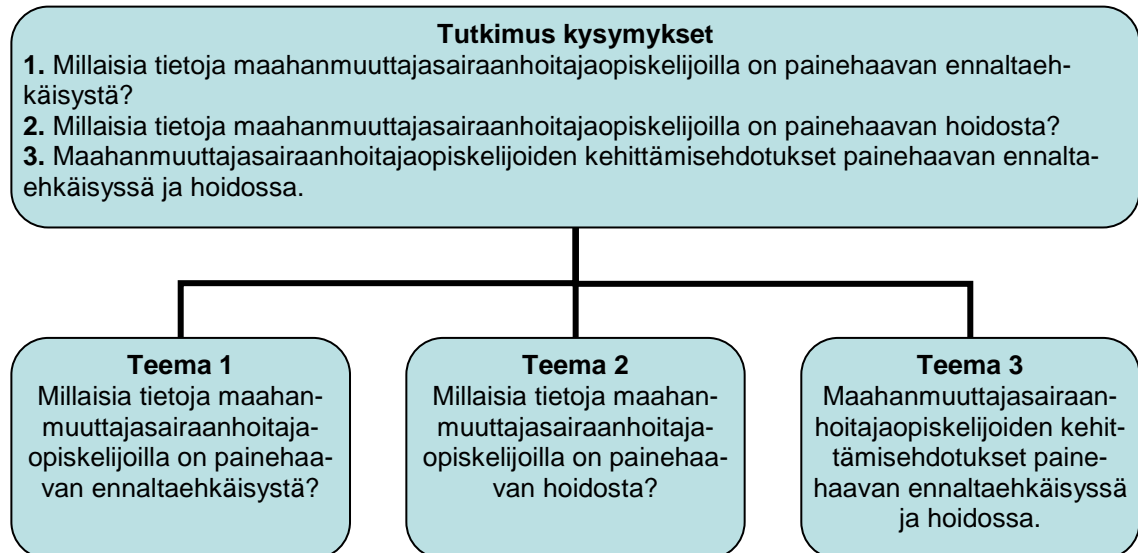 Tutkimus kysymykset
1. Millaisia tietoja maahanmuuttajasairaanhoitajaopiskelijoilla on painehaavan ennaltaeh-
käisystä?
2. Millaisia tietoja maahanmuuttajasairaanhoitajaopiskelijoilla on painehaavan hoidosta?
3. Maahanmuuttajasairaanhoitajaopiskelijoiden kehittämisehdotukset painehaavan ennalta-
ehkäisyssä ja hoidossa.
Teema 1
Millaisia tietoja maahan-
muuttajasairaanhoitaja-
opiskelijoilla on painehaa-
van ennaltaehkäisystä?
Teema 2
Millaisia tietoja maahan-
muuttajasairaanhoitaja-
opiskelijoilla on painehaa-
van hoidosta?
Teema 3
Maahanmuuttajasairaan-
hoitajaopiskelijoiden kehit-
tämisehdotukset paine-
haavan ennaltaehkäisyssä
ja hoidossa.